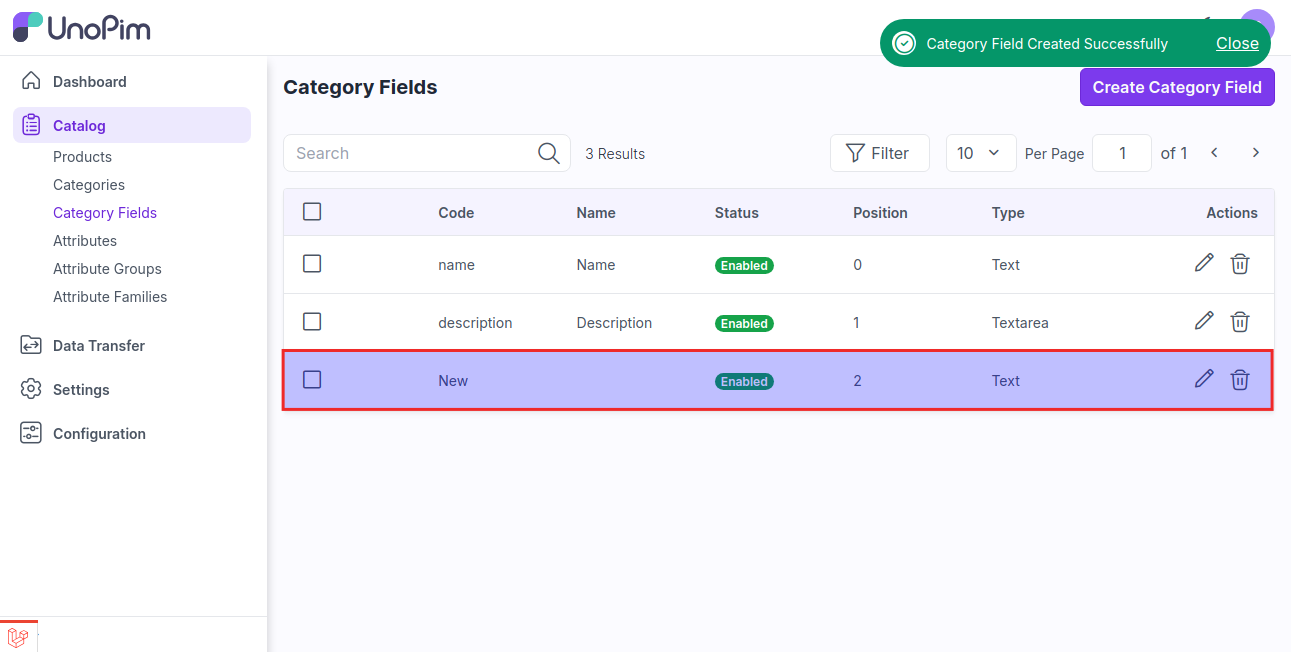 UnoPim
Category Field Created Successfully Close
Dashboard
Catalog
Products
Categories
Category Fields
Attributes
Attribute Groups
Attribute Families
Data Transfer
Settings
Configuration
Category Fields
Create Category Field
Search
3 Results
Filter
10
Per Page
1
of 1
Code Name Status Position Type Actions
name Name Enabled 0 Text
description Description Enabled 1 Textarea
New Enabled 2 Text